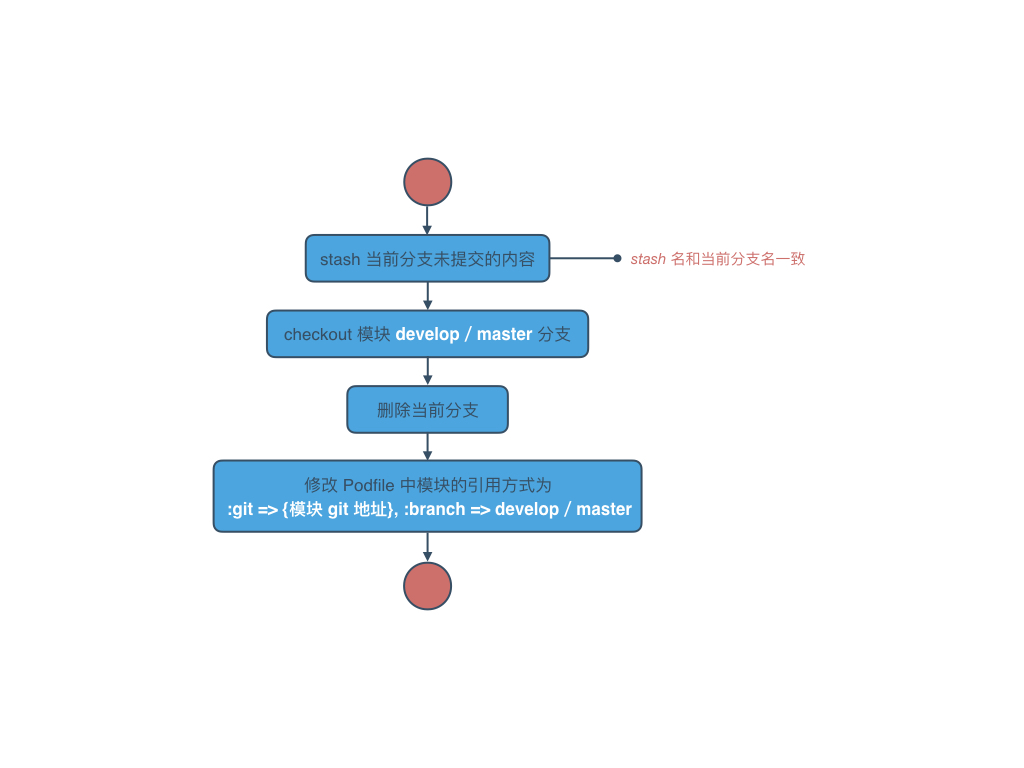 stash 当前分支未提交的内容
stash 名和当前分支名一致
checkout 模块 develop / master 分支
删除当前分支
修改 Podfile 中模块的引用方式为
:git => {模块 git 地址}, :branch => develop / master